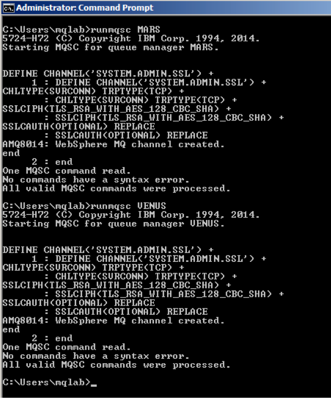 Administrator: Command Prompt
C:\Users\mqlab>runmqsc MARS
5724-H72 (C) Copyright IBM Corp. 1994, 2014.
Starting MQSC for queue manager MARS.
DEFINE CHANNEL('SYSTEM.ADMIN.SSL') +
1 : DEFINE CHANNEL('SYSTEM.ADMIN.SSL') +
CHLTYPE(SVRCONN) TRPTYPE(TCP) +
: CHLTYPE(SVRCONN) TRPTYPE(TCP) +
SSLCIPH(TLS_RSA_WITH_AES_128_CBC_SHA) +
: SSLCIPH(TLS_RSA_WITH_AES_128_CBC_SHA) +
SSLCAUTH(OPTIONAL) REPLACE
: SSLCAUTH(OPTIONAL) REPLACE
AMQ8014: WebSphere MQ channel created.
end
2 : end
One MQSC command read.
No commands have a syntax error.
All valid MQSC commands were processed.
C:\Users\mqlab>runmqsc VENUS
5724-H72 (C) Copyright IBM Corp. 1994, 2014.
Starting MQSC for queue manager VENUS.
DEFINE CHANNEL('SYSTEM.ADMIN.SSL') +
1 : DEFINE CHANNEL('SYSTEM.ADMIN.SSL') +
CHLTYPE(SVRCONN) TRPTYPE(TCP) +
: CHLTYPE(SVRCONN) TRPTYPE(TCP) +
SSLCIPH(TLS_RSA_WITH_AES_128_CBC_SHA) +
: SSLCIPH(TLS_RSA_WITH_AES_128_CBC_SHA) +
SSLCAUTH(OPTIONAL) REPLACE
: SSLCAUTH(OPTIONAL) REPLACE
AMQ8014: WebSphere MQ channel created.
end
2 : end
One MQSC command read.
No commands have a syntax error.
All valid MQSC commands were processed.
C:\Users\mqlab>_